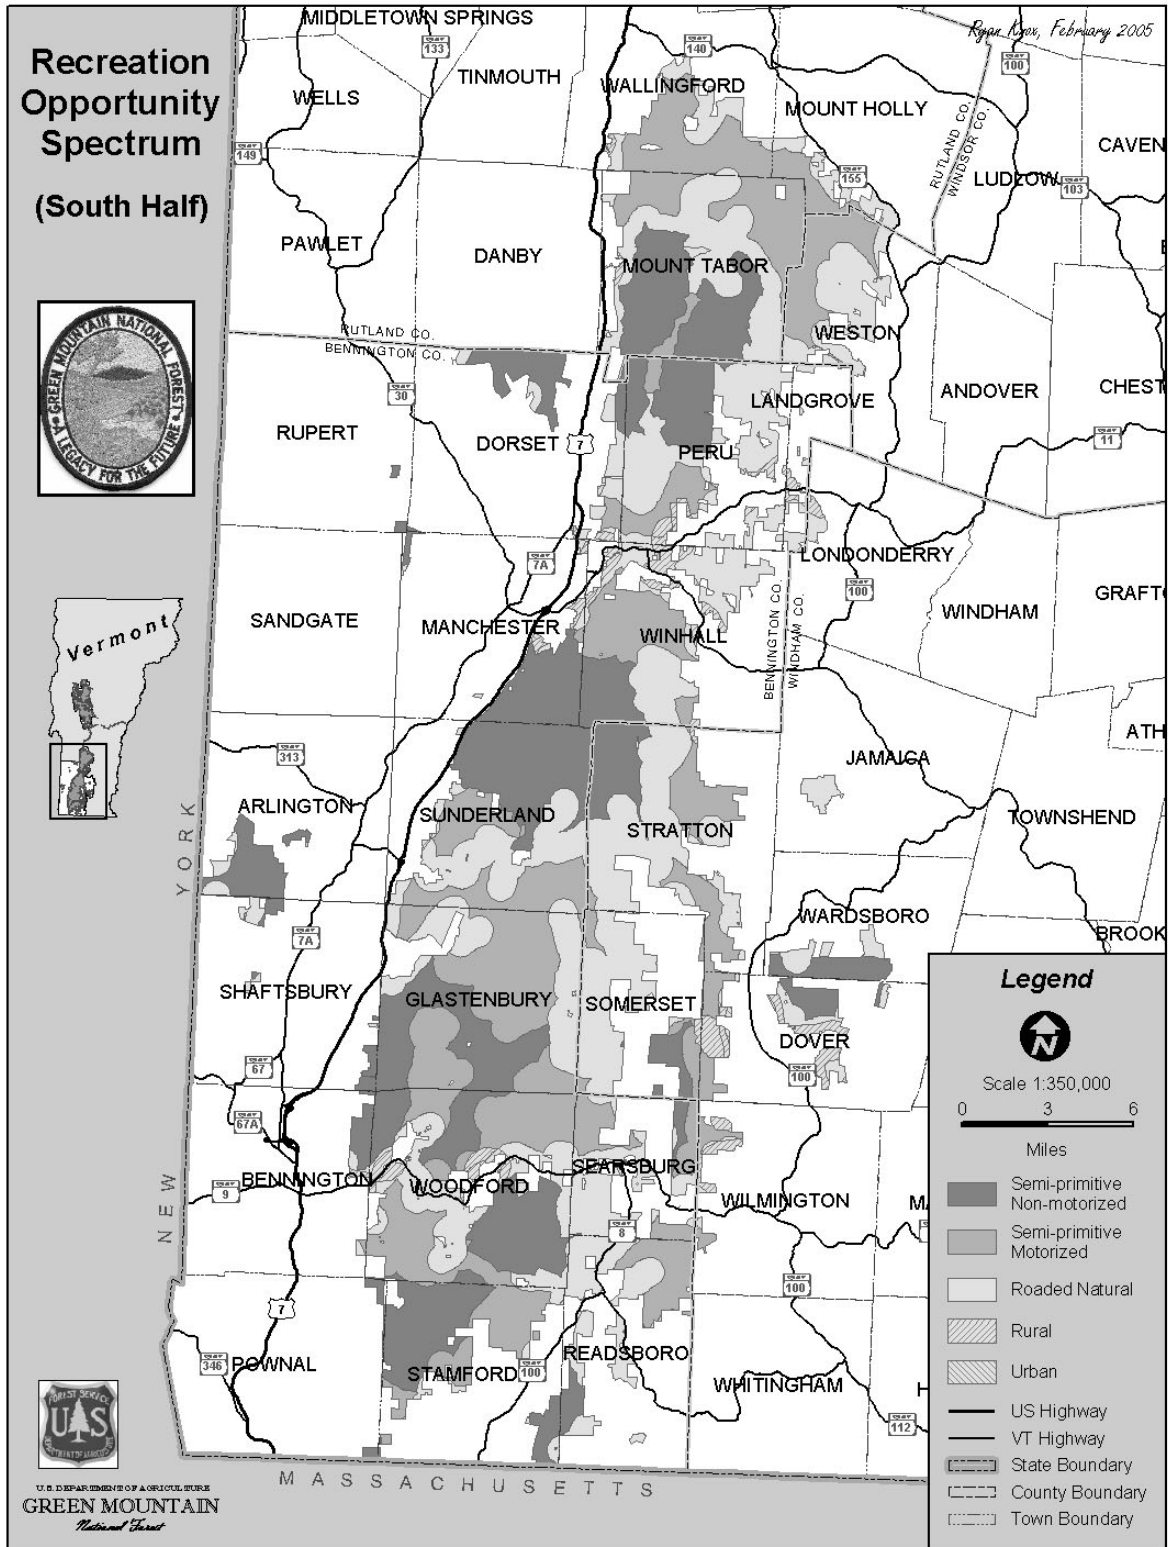 Recreation
Opportunity
Spectrum
(South Half)
Ryan Knox, February 2005
MIDDLETOWN SPRINGS
133
TINMOUTH
140
WALLINGFORD
100
WELLS
MOUNT HOLLY
RUTLAND CO.
WINDSOR CO.
CAVEN
149
155
LUDLOW
103
PAWLET
DANBY
MOUNT TABOR
GREEN MOUNTAIN NATIONAL FOREST
A LEGACY FOR THE FUTURE
RUTLAND CO.
BENNINGTON CO.
WESTON
30
ANDOVER
CHEST
LANDGROVE
RUPERT
DORSET
7
PERU
11
7A
LONDONDERRY
100
GRAFT
WINDHAM
SANDGATE
MANCHESTER
WINHALL
BENNINGTON CO.
WINDHAM CO.
Vermont
313
JAMAICA
ATH
ARLINGTON
SUNDERLAND
STRATTON
TOWNSHEND
NEW YORK
WARDSBORO
BROOK
7A
SHAFTSBURY
GLASTENBURY
SOMERSET
DOVER
67
100
67A
BENNINGTON
9
WOODFORD
SEARSBURG
WILMINGTON
8
100
7
346
POWNAL
STAMFORD
100
READSBORO
WHITINGHAM
112
MASSACHUSETTS
FOREST SERVICE
U S
DEPARTMENT OF AGRICULTURE
U.S. DEPARTMENT OF AGRICULTURE
GREEN MOUNTAIN
National Forest
Legend
N
Scale 1:350,000
0 3 6
Miles
Semi-primitive
Non-motorized
Semi-primitive
Motorized
Roaded Natural
Rural
Urban
US Highway
VT Highway
State Boundary
County Boundary
Town Boundary